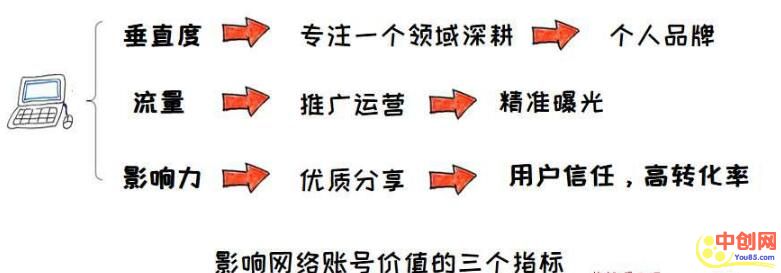 垂直度 专注一个领域深耕 个人品牌
流量 推广运营 精准曝光
影响力 优质分享 用户信任，高转化率
影响网络账号价值的三个指标
中创网
You85.com